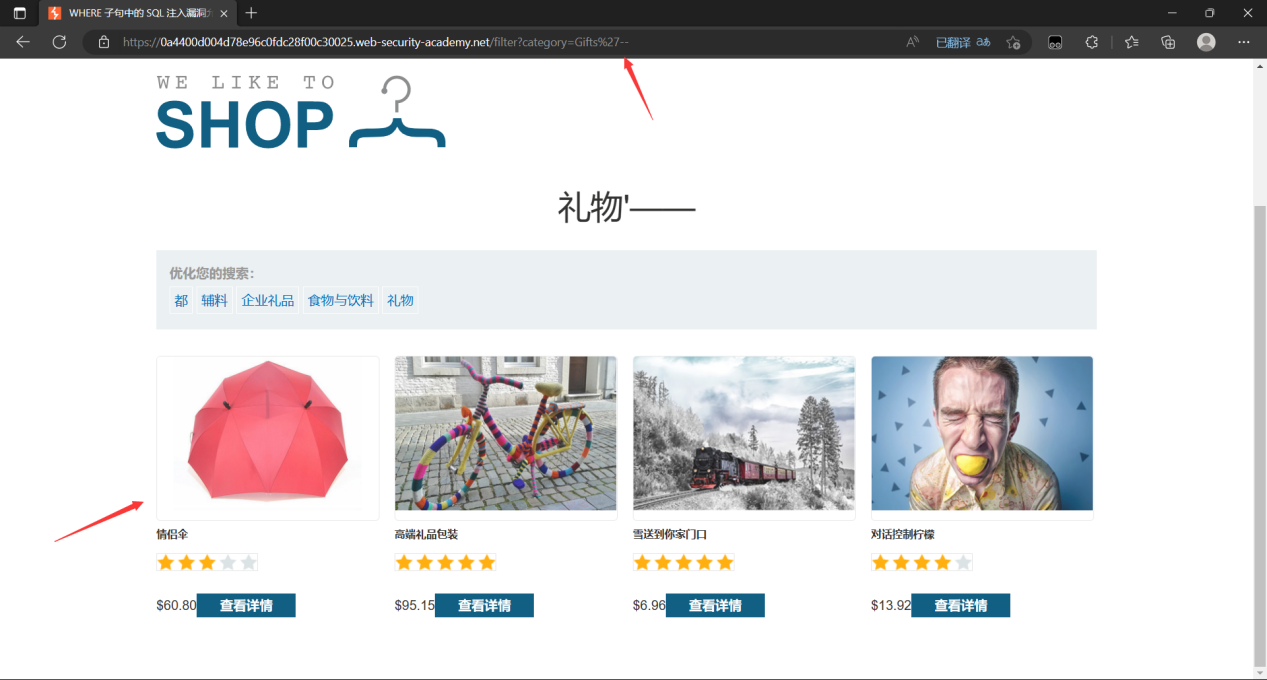 WHERE 子句中的 SQL 注入漏洞
https://0a4400d004d78e96c0fdc28f00c30025.web-security-academy.net/filter?category=Gifts%27--
已翻译 aあ
WE LIKE TO
SHOP
礼物'——
优化您的搜索:
都 辅料 企业礼品 食物与饮料 礼物
情侣伞 高端礼品包装 雪送到你家门口 对话控制柠檬
$60.80 查看详情 $95.15 查看详情 $6.96 查看详情 $13.92 查看详情